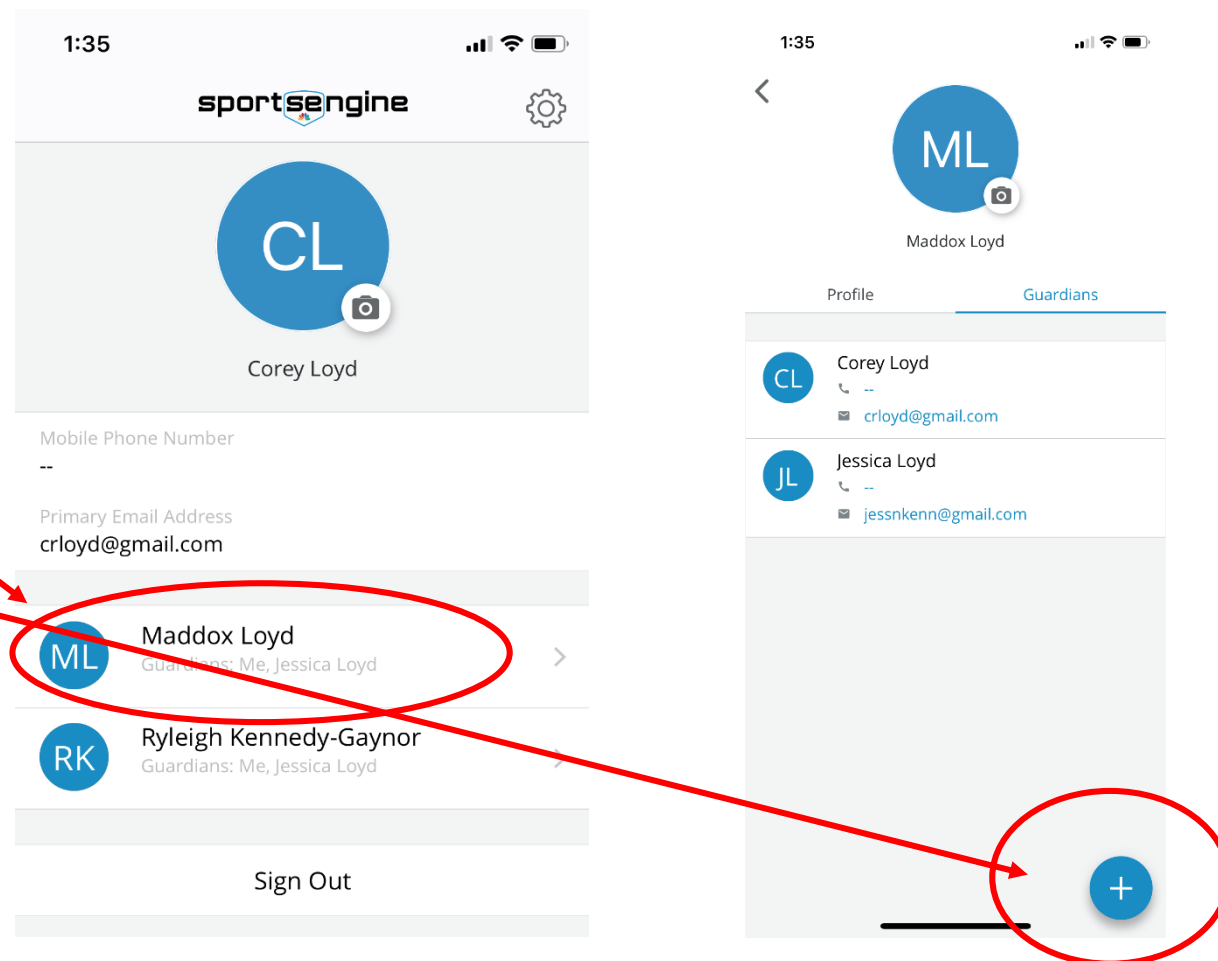 1:35
sportsengine
CL
Corey Loyd
Mobile Phone Number
--
Primary Email Address
crloyd@gmail.com
ML
Maddox Loyd
Guardians: Me, Jessica Loyd
RK
Ryleigh Kennedy-Gaynor
Guardians: Me, Jessica Loyd
Sign Out
1:35
ML
Maddox Loyd
Profile Guardians
CL
Corey Loyd
--
crloyd@gmail.com
JL
Jessica Loyd
--
jessnkenn@gmail.com
+